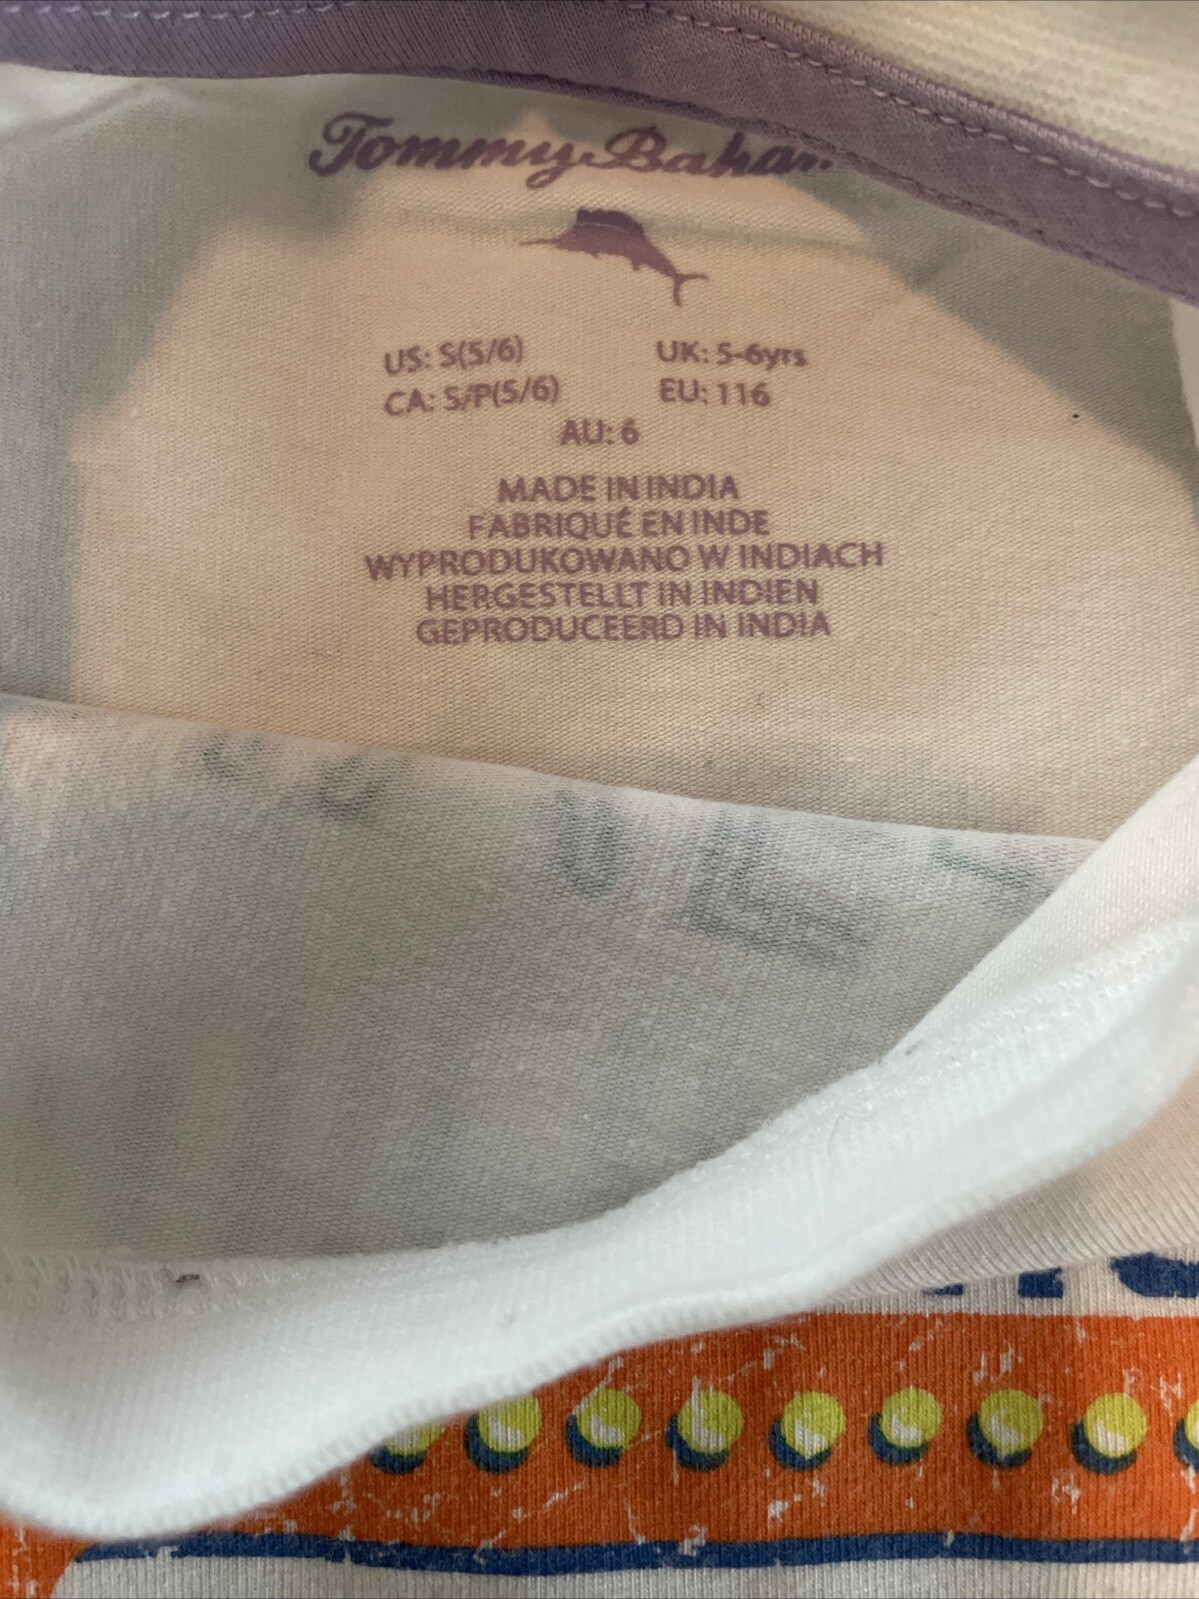 Tommy Bahama
US: S(5/6) UK: 5-6yrs
CA: S/P(5/6) EU: 116
AU: 6
MADE IN INDIA
FABRIQUÉ EN INDE
WYPRODUKOWANO W INDIACH
HERGESTELLT IN INDIEN
GEPRODUCEERD IN INDIA